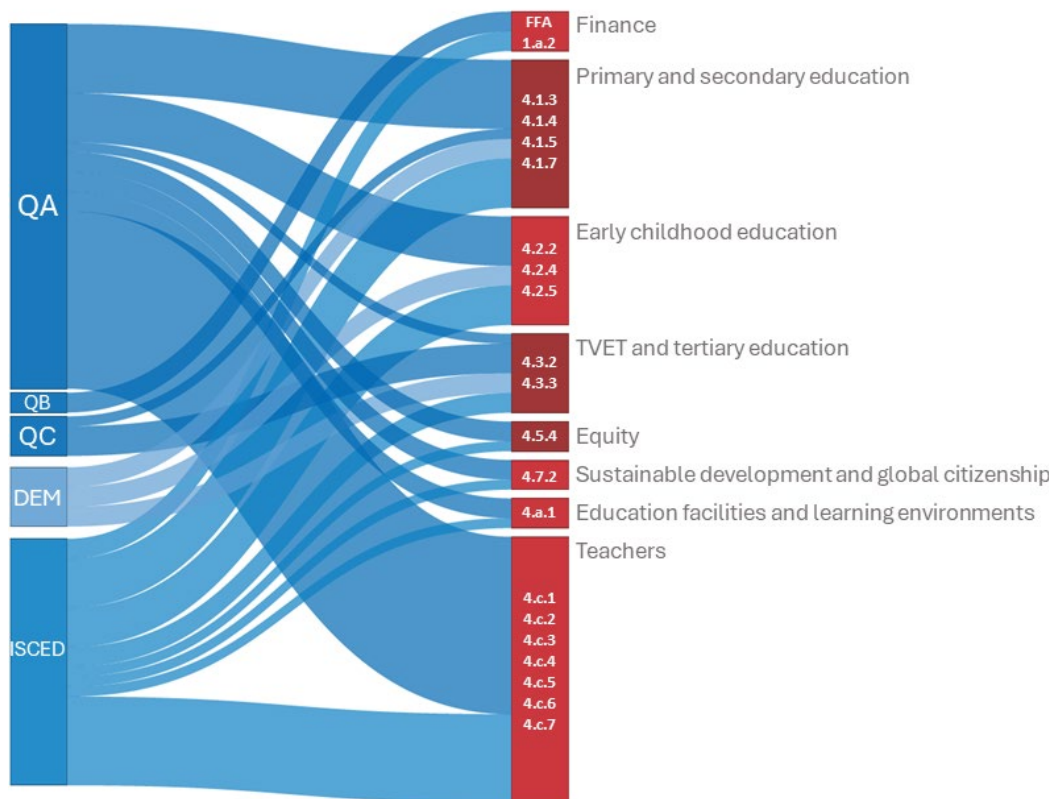 QA
QB
QC
DEM
ISCED
FFA
1.a.2
Finance
Primary and secondary education
4.1.3
4.1.4
4.1.5
4.1.7
Early childhood education
4.2.2
4.2.4
4.2.5
TVET and tertiary education
4.3.2
4.3.3
4.5.4
Equity
4.7.2
Sustainable development and global citizenship
4.a.1
Education facilities and learning environments
Teachers
4.c.1
4.c.2
4.c.3
4.c.4
4.c.5
4.c.6
4.c.7